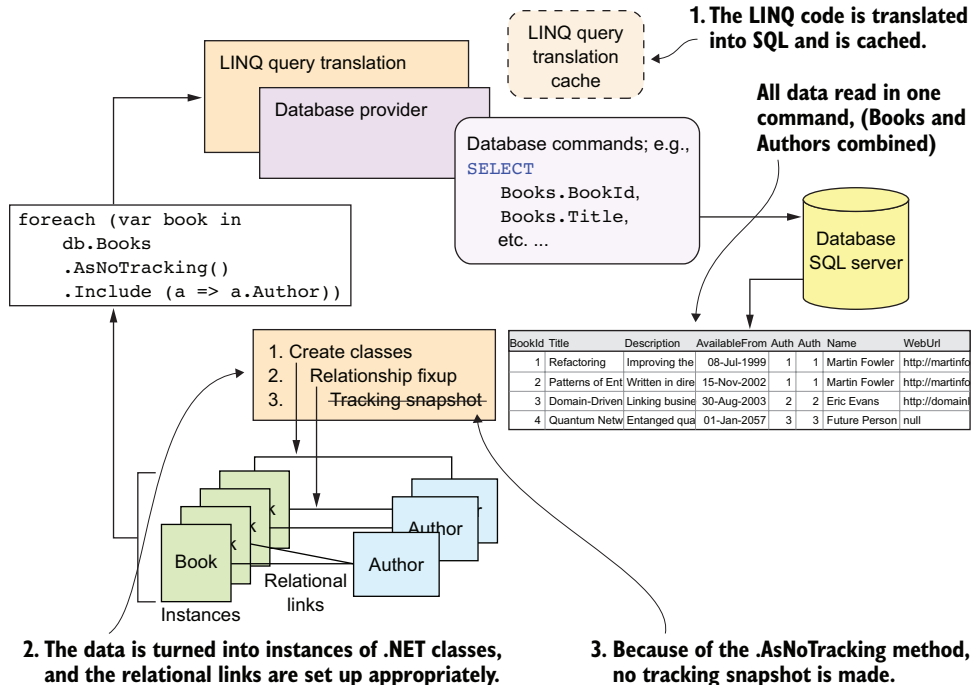 1. The LINQ code is translated
into SQL and is cached.
LINQ query
translation
cache
LINQ query translation
Database provider
All data read in one
command, (Books and
Authors combined)
Database commands; e.g.,
SELECT
Books.BookId,
Books.Title,
etc. ...
foreach (var book in
db.Books
.AsNoTracking()
.Include (a => a.Author))
Database
SQL server
BookId Title Description AvailableFrom Auth Auth Name WebUrl
1 Refactoring Improving the 08-Jul-1999 1 1 Martin Fowler http://martinfo
2 Patterns of Ent Written in dire 15-Nov-2002 1 1 Martin Fowler http://martinfo
3 Domain-Driven Linking busine 30-Aug-2003 2 2 Eric Evans http://domainl
4 Quantum Netw Entanged qua 01-Jan-2057 3 3 Future Person null
1. Create classes
2. Relationship fixup
3. Tracking snapshot
k
k
k
Book
r
Author
Author
Relational
links
Instances
2. The data is turned into instances of .NET classes,
and the relational links are set up appropriately.
3. Because of the .AsNoTracking method,
no tracking snapshot is made.